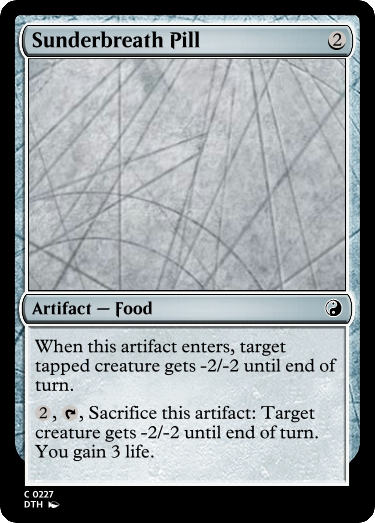 Sunderbreath Pill 2
Artifact — Food
When this artifact enters, target
tapped creature gets -2/-2 until end of
turn.
2, , Sacrifice this artifact: Target
creature gets -2/-2 until end of turn.
You gain 3 life.
C 0227
DTH